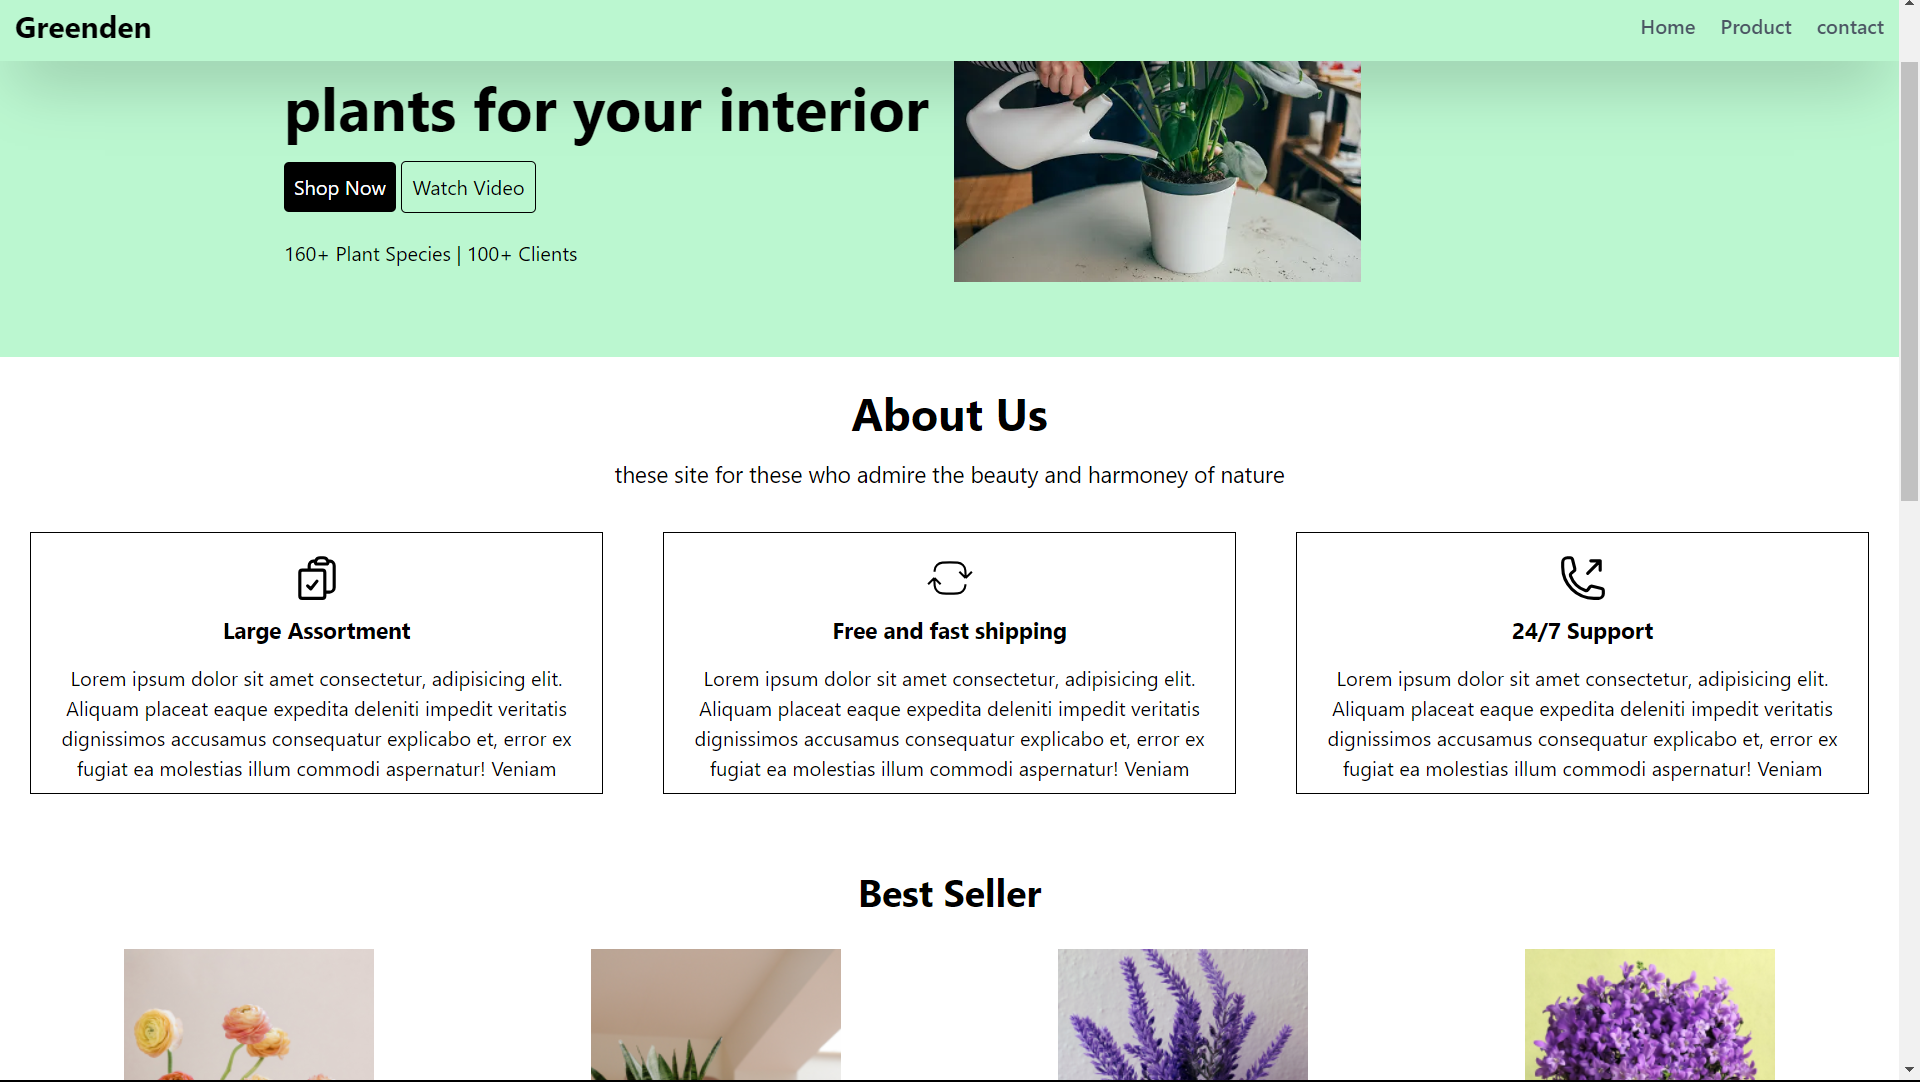 Greenden
Home Product contact
plants for your interior
Shop Now Watch Video
160+ Plant Species | 100+ Clients
About Us
these site for these who admire the beauty and harmoney of nature
Large Assortment
Lorem ipsum dolor sit amet consectetur, adipisicing elit.
Aliquam placeat eaque expedita deleniti impedit veritatis
dignissimos accusamus consequatur explicabo et, error ex
fugiat ea molestias illum commodi aspernatur! Veniam
Free and fast shipping
Lorem ipsum dolor sit amet consectetur, adipisicing elit.
Aliquam placeat eaque expedita deleniti impedit veritatis
dignissimos accusamus consequatur explicabo et, error ex
fugiat ea molestias illum commodi aspernatur! Veniam
24/7 Support
Lorem ipsum dolor sit amet consectetur, adipisicing elit.
Aliquam placeat eaque expedita deleniti impedit veritatis
dignissimos accusamus consequatur explicabo et, error ex
fugiat ea molestias illum commodi aspernatur! Veniam
Best Seller